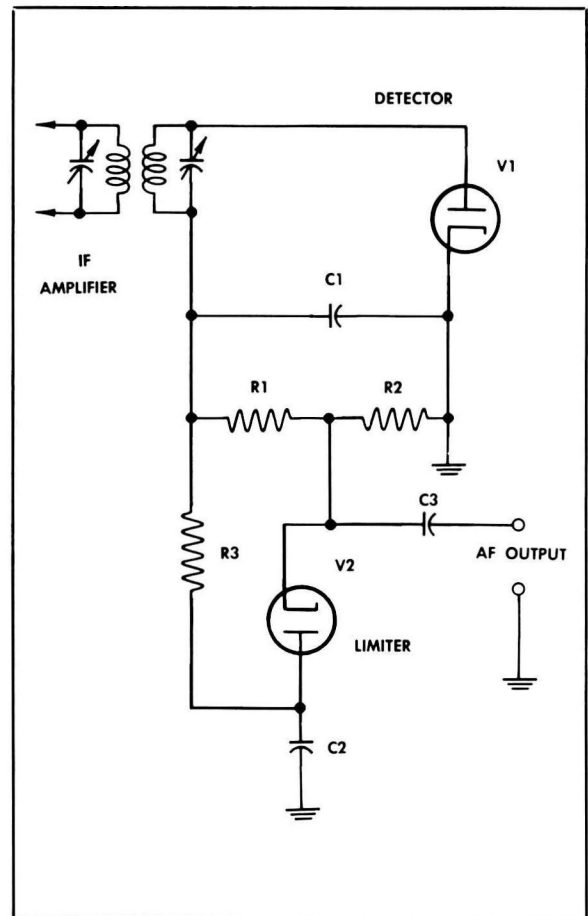 DETECTOR
V1
IF
AMPLIFIER
C1
R1
R2
C3
R3
V2
AF OUTPUT
LIMITER
C2